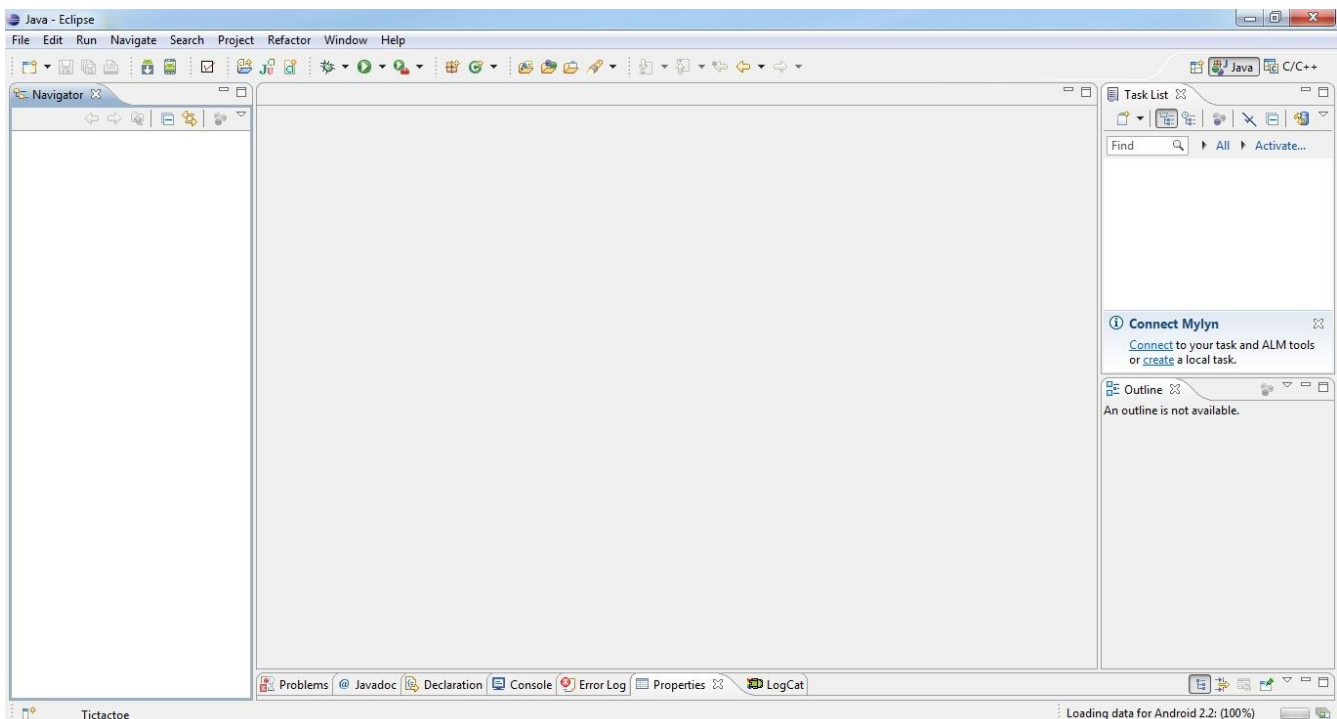 Java - Eclipse
File Edit Run Navigate Search Project Refactor Window Help
Java C/C++
Navigator
Task List
Find All Activate...
Connect Mylyn
Connect to your task and ALM tools
or create a local task.
Outline
An outline is not available.
Problems @ Javadoc Declaration Console Error Log Properties LogCat
Tictactoe Loading data for Android 2.2: (100%)